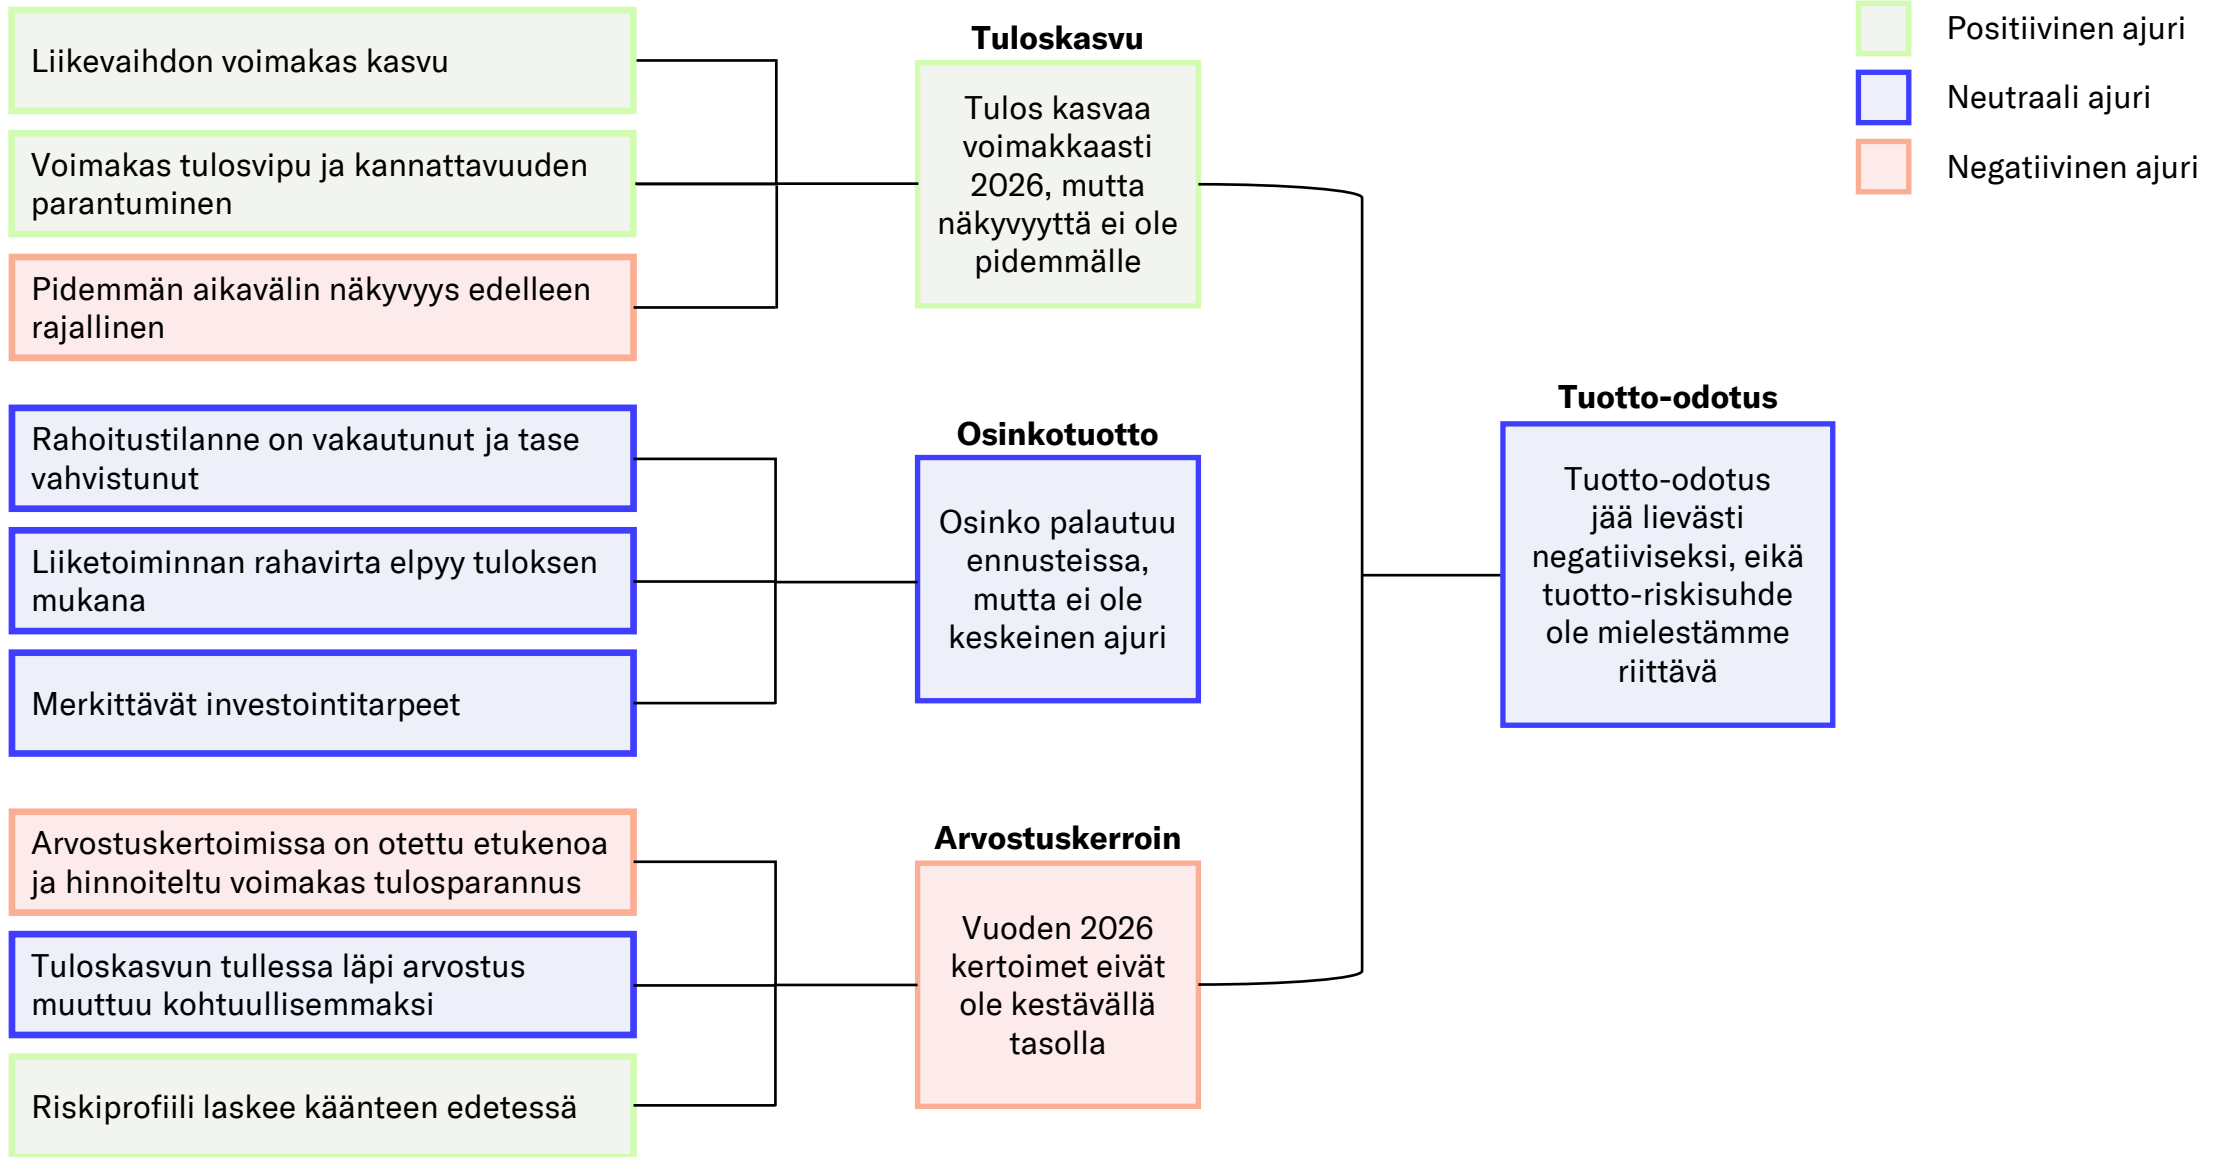 Liikevaihdon voimakas kasvu
Voimakas tulosvipu ja kannattavuuden
parantuminen
Pidemmän aikavälin näkyvyys edelleen
rajallinen
Tuloskasvu
Tulos kasvaa
voimakkaasti
2026, mutta
näkyvyyttä ei ole
pidemmälle
Rahoitustilanne on vakautunut ja tase
vahvistunut
Liiketoiminnan rahavirta elpyy tuloksen
mukana
Merkittävät investointitarpeet
Osinkotuotto
Osinko palautuu
ennusteissa,
mutta ei ole
keskeinen ajuri
Arvostuskertoimissa on otettu etukenoa
ja hinnoiteltu voimakas tulosparannus
Tuloskasvun tullessa läpi arvostus
muuttuu kohtuullisemmaksi
Riskiprofiili laskee käänteen edetessä
Arvostuskerroin
Vuoden 2026
kertoimet eivät
ole kestävällä
tasolla
Tuotto-odotus
Tuotto-odotus
jää lievästi
negatiiviseksi, eikä
tuotto-riskisuhde
ole mielestämme
riittävä
Positiivinen ajuri
Neutraali ajuri
Negatiivinen ajuri